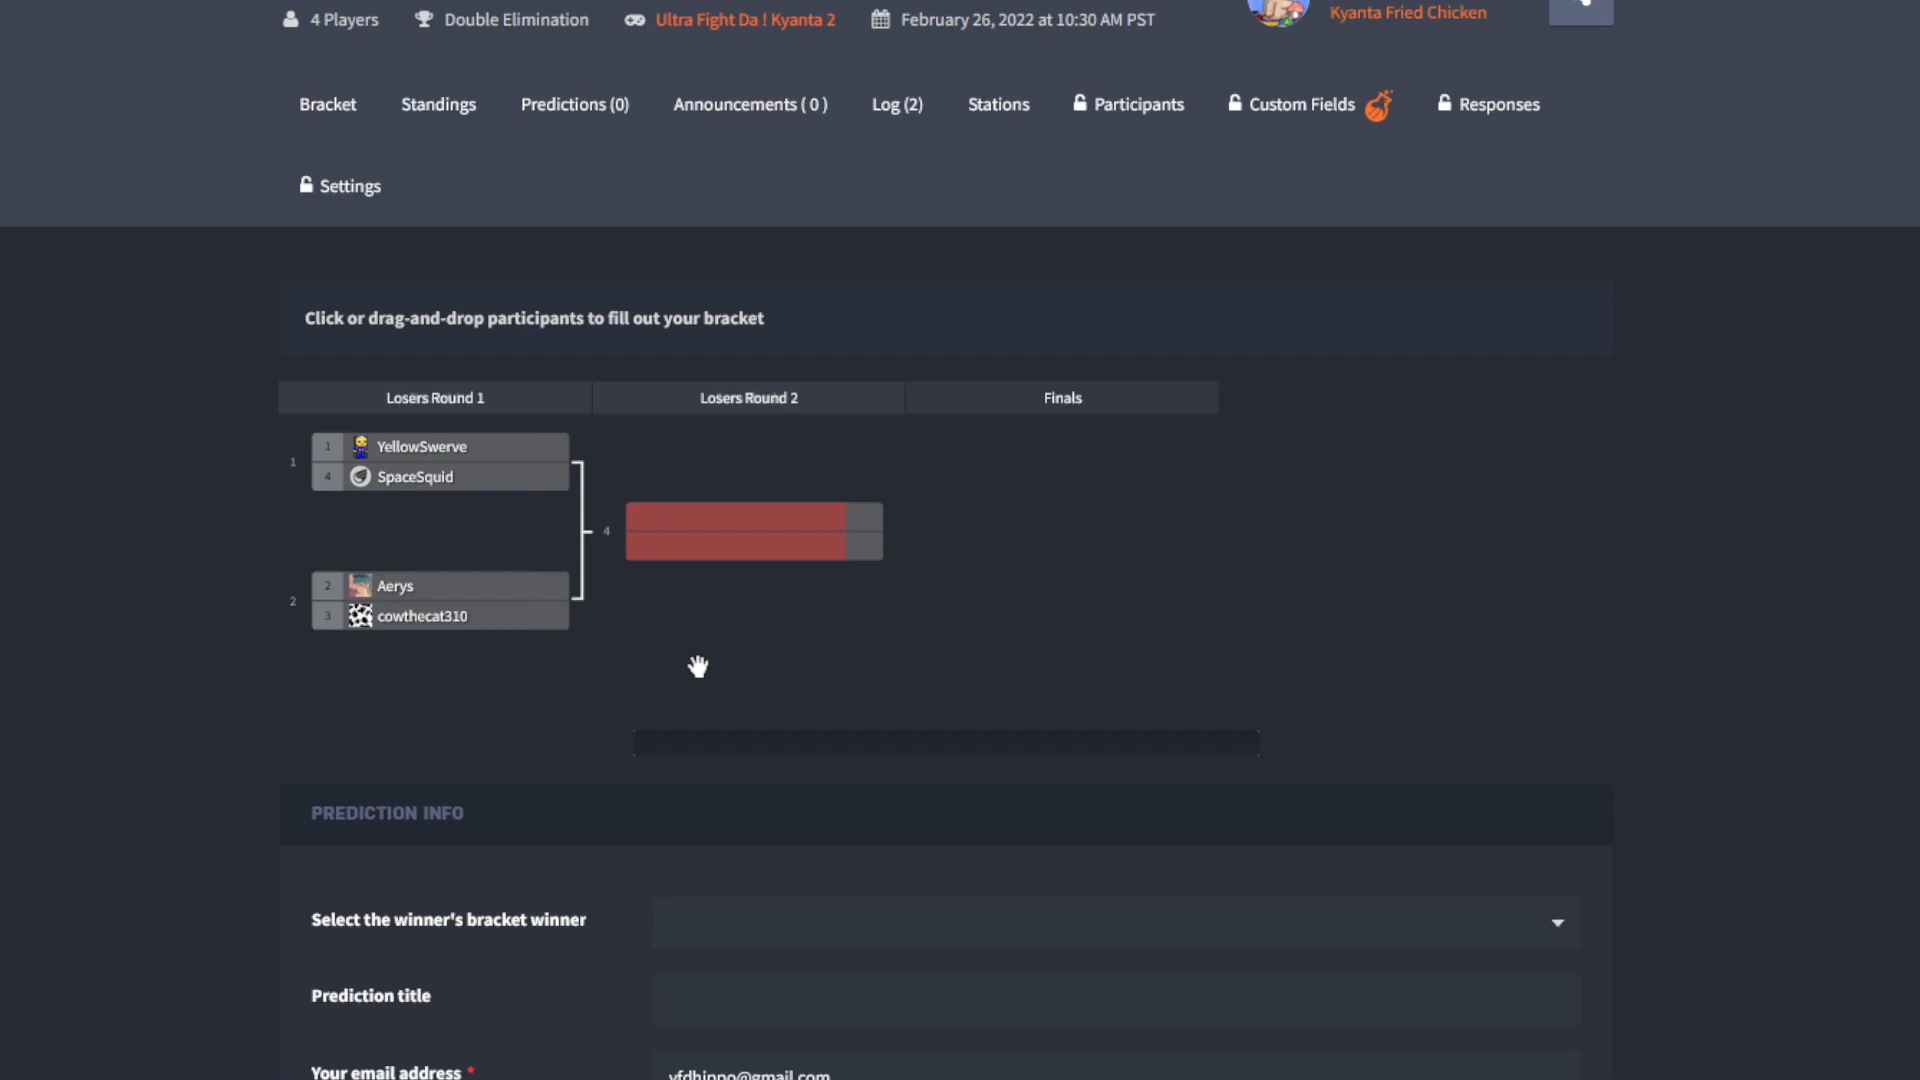 4 Players Double Elimination Ultra Fight Da ! Kyanta 2 February 26, 2022 at 10:30 AM PST Kyanta Fried Chicken
Bracket Standings Predictions (0) Announcements ( 0 ) Log (2) Stations Participants Custom Fields Responses
Settings
Click or drag-and-drop participants to fill out your bracket
Losers Round 1 Losers Round 2 Finals
1 1 YellowSwerve
4 SpaceSquid
4
2 2 Aerys
3 cowthecat310
PREDICTION INFO
Select the winner's bracket winner
Prediction title
Your email address * yfdhippo@gmail.com